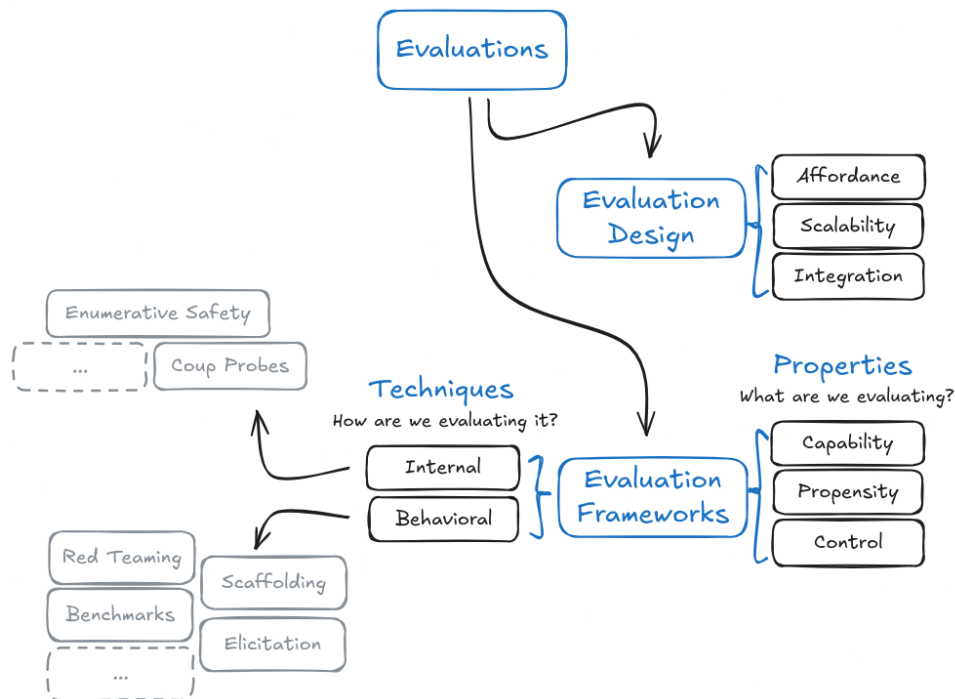 Evaluations
Evaluation
Design
Affordance
Scalability
Integration
Enumerative Safety
...
Coup Probes
Techniques
How are we evaluating it?
Internal
Behavioral
Evaluation
Frameworks
Properties
What are we evaluating?
Capability
Propensity
Control
Red Teaming
Benchmarks
...
Scaffolding
Elicitation